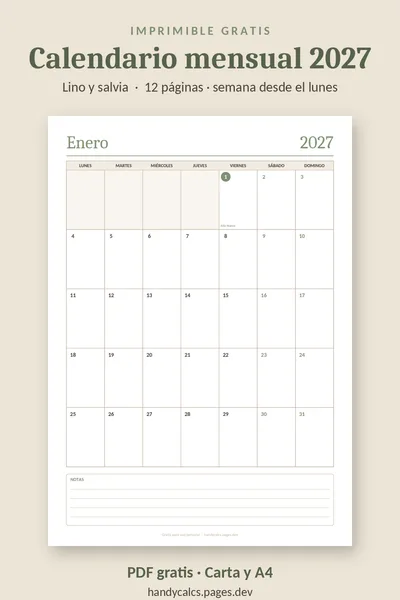 IMPRIMIBLE GRATIS
Calendario mensual 2027
Lino y salvia · 12 páginas · semana desde el lunes
Enero 2027
LUNES MARTES MIÉRCOLES JUEVES VIERNES SÁBADO DOMINGO
1 2 3
4 5 6 7 8 9 10
11 12 13 14 15 16 17
18 19 20 21 22 23 24
25 26 27 28 29 30 31
NOTAS
PDF gratis · Carta y A4
handycalcs.pages.dev